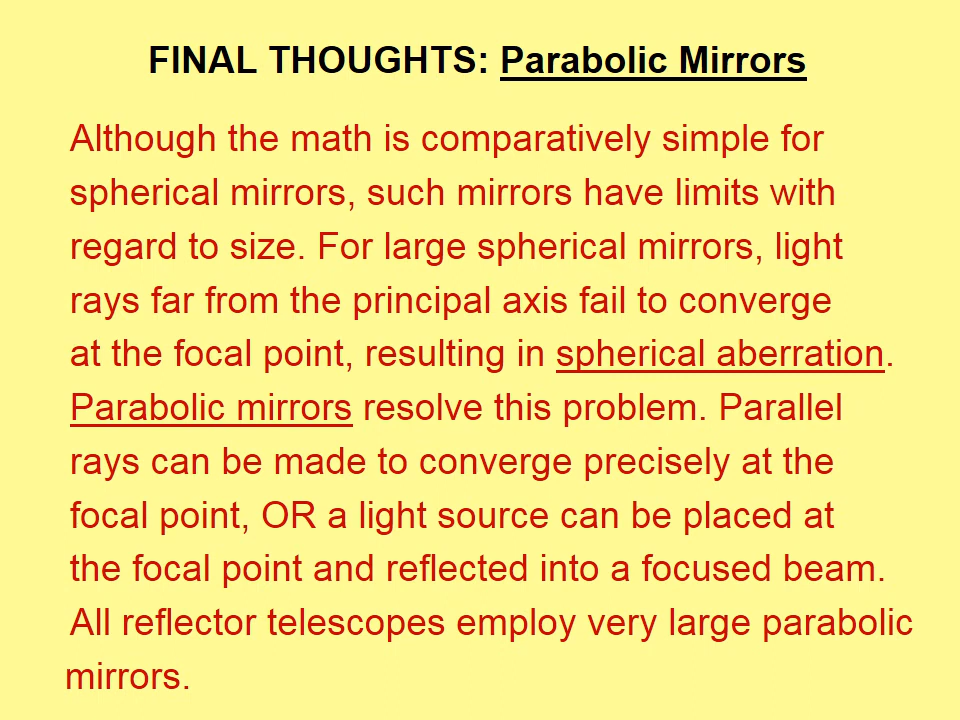 FINAL THOUGHTS: Parabolic Mirrors
Although the math is comparatively simple for
spherical mirrors, such mirrors have limits with
regard to size. For large spherical mirrors, light
rays far from the principal axis fail to converge
at the focal point, resulting in spherical aberration.
Parabolic mirrors resolve this problem. Parallel
rays can be made to converge precisely at the
focal point, OR a light source can be placed at
the focal point and reflected into a focused beam.
All reflector telescopes employ very large parabolic
mirrors.